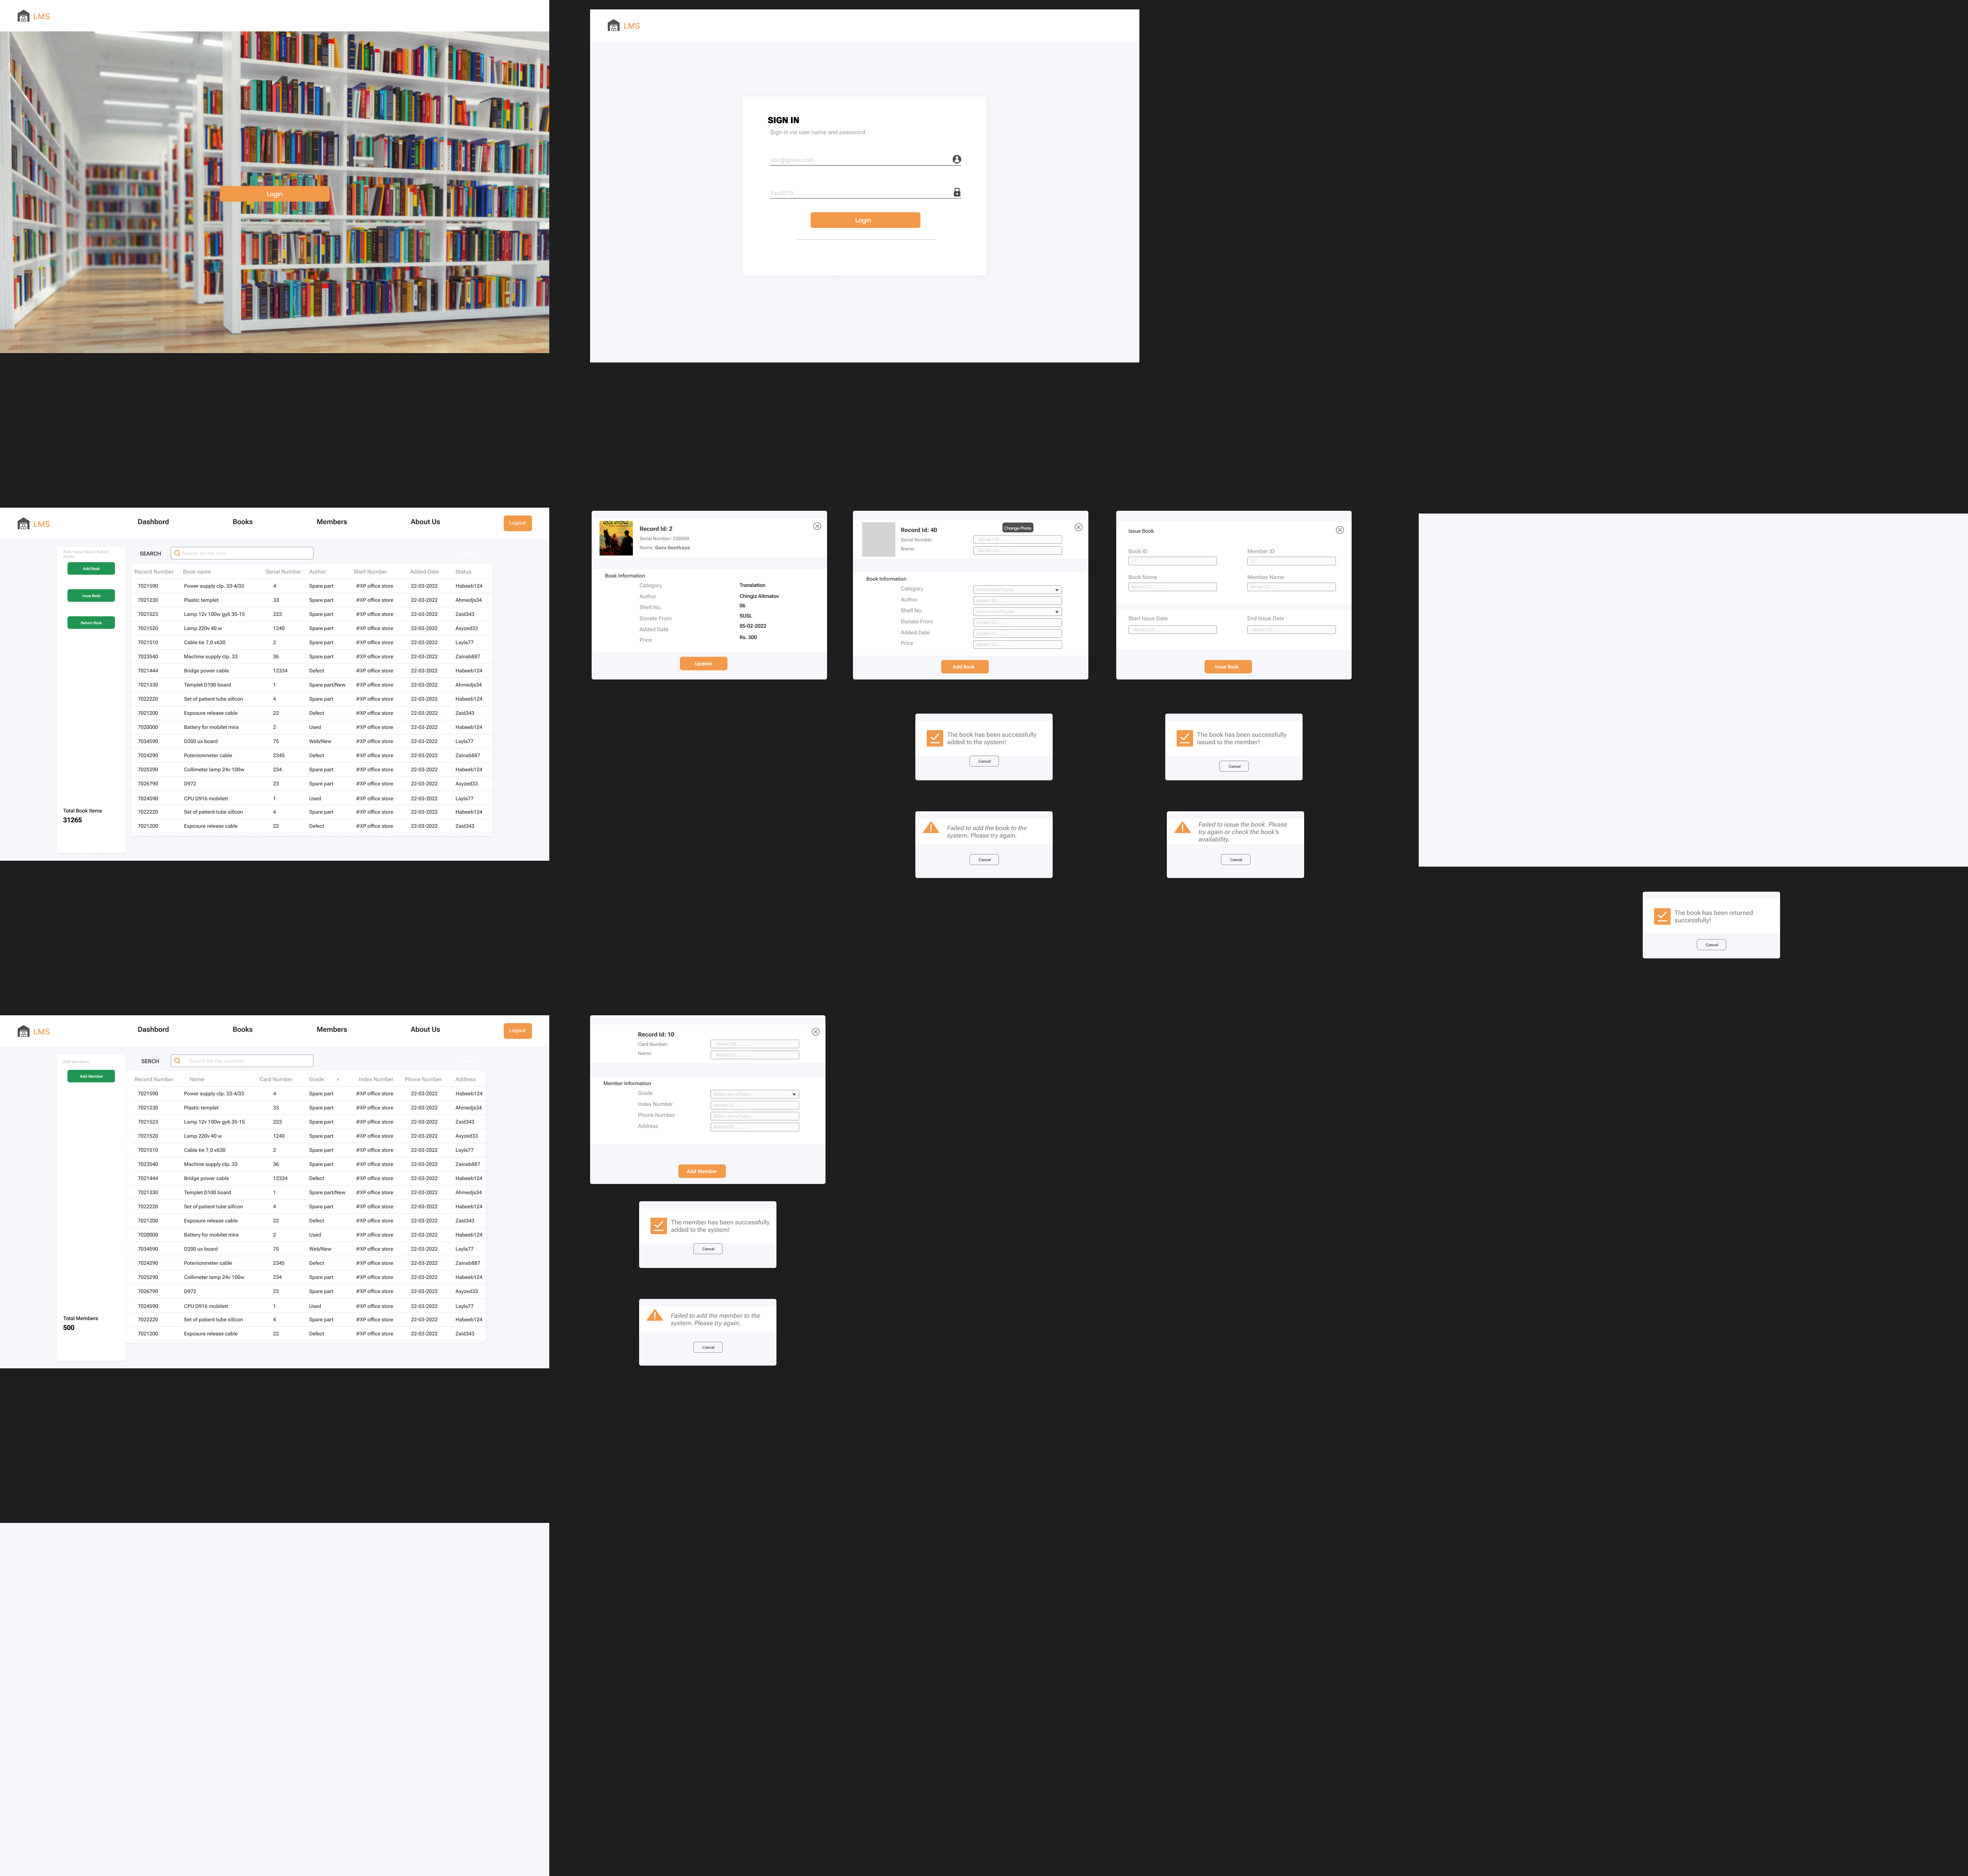 LMS
Login
LMS
SIGN IN
Sign in via user name and password
abc@gmail.com
Login
LMS
Dashbord Books Members About Us Logout
Add / Issue Book / Return
Books
Add Book
Issue Book
Return Book
Total Book Items
31265
SEARCH Search for the item
Record Number Book name Serial Number Author Shell Number Added Date Status
7021590 Power supply clp. 33-4/33 4 Spare part #XP office store 22-03-2022 Habeeb124
7021230 Plastic templet 33 Spare part #XP office store 22-03-2022 Ahmedjs34
7021523 Lamp 12v 100w gy6 35-15 223 Spare part #XP office store 22-03-2022 Zaid343
7021520 Lamp 220v 40 w 1240 Spare part #XP office store 22-03-2022 Axyzed33
7021510 Cable tie 7,0 x630 2 Spare part #XP office store 22-03-2022 Layla77
7023540 Machine supply clp. 33 36 Spare part #XP office store 22-03-2022 Zainab887
7021444 Bridge power cable 12334 Defect #XP office store 22-03-2022 Habeeb124
7021330 Templet D100 board 1 Spare part/New #XP office store 22-03-2022 Ahmedjs34
7022220 Set of patient tube sillcon 4 Spare part #XP office store 22-03-2022 Habeeb124
7021200 Exposure release cable 22 Defect #XP office store 22-03-2022 Zaid343
7020000 Battery for mobilet mira 2 Used #XP office store 22-03-2022 Habeeb124
7034590 D200 ux board 75 Web/New #XP office store 22-03-2022 Layla77
7024290 Potenionmeter cable 2345 Defect #XP office store 22-03-2022 Zainab887
7025290 Collimeter lamp 24v 100w 234 Spare part #XP office store 22-03-2022 Habeeb124
7026790 D972 23 Spare part #XP office store 22-03-2022 Axyzed33
7024590 CPU D916 mobilett 1 Used #XP office store 22-03-2022 Layla77
7022220 Set of patient tube sillcon 4 Spare part #XP office store 22-03-2022 Habeeb124
7021200 Exposure release cable 22 Defect #XP office store 22-03-2022 Zaid343
Record Id: 2
Serial Number: 238569
Name: Guru Geethaya
Book Information
Category Translation
Author Chingiz Aitmatov
Shell No. 06
Donate From SUSL
Added Date 05-02-2022
Price Rs. 300
Update
Record Id: 40 Change Photo
Serial Number:
Name:
Book Information
Category Select one of types
Author
Shell No. Select one of types
Donate From
Added Date
Price
Add Book
Issue Book
Book ID Member ID
Book Name Member Name
Start Issue Date End Issue Date
Issue Book
The book has been successfully
added to the system!
Cancel
The book has been successfully
issued to the member!
Cancel
Failed to add the book to the
system. Please try again.
Cancel
Failed to issue the book. Please
try again or check the book's
availability.
Cancel
The book has been returned
successfully!
Cancel
LMS
Dashbord Books Members About Us Logout
Add Members
Add Member
Total Members
500
SERCH Search for the member
Record Number Name Card Number Grade Index Number Phone Number Address
7021590 Power supply clp. 33-4/33 4 Spare part #XP office store 22-03-2022 Habeeb124
7021230 Plastic templet 33 Spare part #XP office store 22-03-2022 Ahmedjs34
7021523 Lamp 12v 100w gy6 35-15 223 Spare part #XP office store 22-03-2022 Zaid343
7021520 Lamp 220v 40 w 1240 Spare part #XP office store 22-03-2022 Axyzed33
7021510 Cable tie 7,0 x630 2 Spare part #XP office store 22-03-2022 Layla77
7023540 Machine supply clp. 33 36 Spare part #XP office store 22-03-2022 Zainab887
7021444 Bridge power cable 12334 Defect #XP office store 22-03-2022 Habeeb124
7021330 Templet D100 board 1 Spare part/New #XP office store 22-03-2022 Ahmedjs34
7022220 Set of patient tube sillcon 4 Spare part #XP office store 22-03-2022 Habeeb124
7021200 Exposure release cable 22 Defect #XP office store 22-03-2022 Zaid343
7020000 Battery for mobilet mira 2 Used #XP office store 22-03-2022 Habeeb124
7034590 D200 ux board 75 Web/New #XP office store 22-03-2022 Layla77
7024290 Potenionmeter cable 2345 Defect #XP office store 22-03-2022 Zainab887
7025290 Collimeter lamp 24v 100w 234 Spare part #XP office store 22-03-2022 Habeeb124
7026790 D972 23 Spare part #XP office store 22-03-2022 Axyzed33
7024590 CPU D916 mobilett 1 Used #XP office store 22-03-2022 Layla77
7022220 Set of patient tube sillcon 4 Spare part #XP office store 22-03-2022 Habeeb124
7021200 Exposure release cable 22 Defect #XP office store 22-03-2022 Zaid343
Record Id: 10
Card Number:
Name:
Member Information
Grade Select one of types
Index Number
Phone Number Select one of types
Address
Add Member
The member has been successfully
added to the system!
Cancel
Failed to add the member to the
system. Please try again.
Cancel